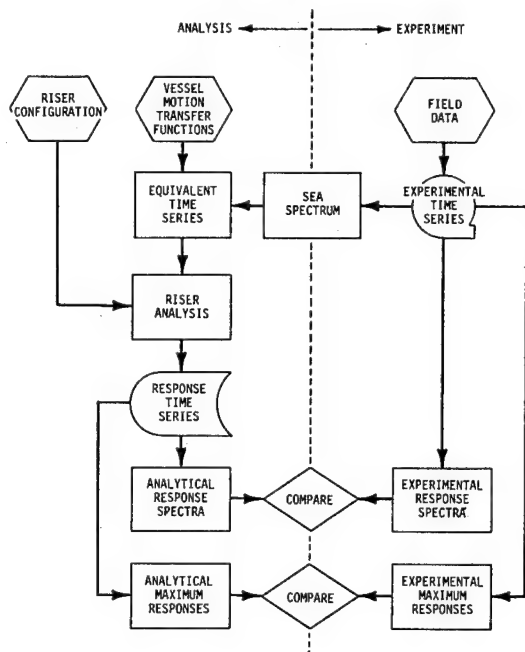 ANALYSIS
EXPERIMENT
RISER
CONFIGURATION
VESSEL
MOTION
TRANSFER
FUNCTIONS
FIELD
DATA
EQUIVALENT
TIME
SERIES
SEA
SPECTRUM
EXPERIMENTAL
TIME
SERIES
RISER
ANALYSIS
RESPONSE
TIME
SERIES
ANALYTICAL
RESPONSE
SPECTRA
COMPARE
EXPERIMENTAL
RESPONSE
SPECTRA
ANALYTICAL
MAXIMUM
RESPONSES
COMPARE
EXPERIMENTAL
MAXIMUM
RESPONSES